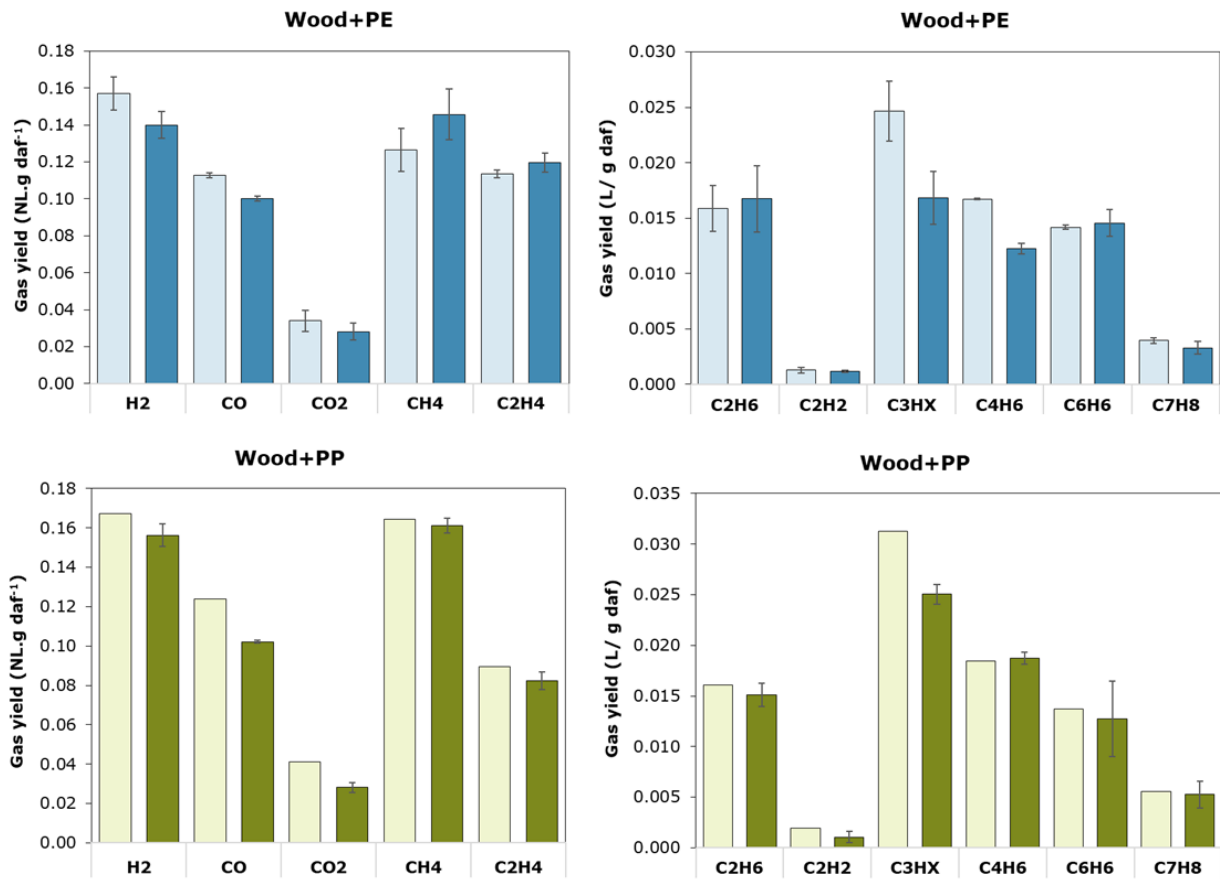 Wood+PE
Gas yield (NL.g daf⁻¹)
0.18
0.16
0.14
0.12
0.10
0.08
0.06
0.04
0.02
0.00
H2 CO CO2 CH4 C2H4
Wood+PE
Gas yield (L/ g daf)
0.030
0.025
0.020
0.015
0.010
0.005
0.000
C2H6 C2H2 C3HX C4H6 C6H6 C7H8
Wood+PP
Gas yield (NL.g daf⁻¹)
0.18
0.16
0.14
0.12
0.10
0.08
0.06
0.04
0.02
0.00
H2 CO CO2 CH4 C2H4
Wood+PP
Gas yield (L/ g daf)
0.035
0.030
0.025
0.020
0.015
0.010
0.005
0.000
C2H6 C2H2 C3HX C4H6 C6H6 C7H8